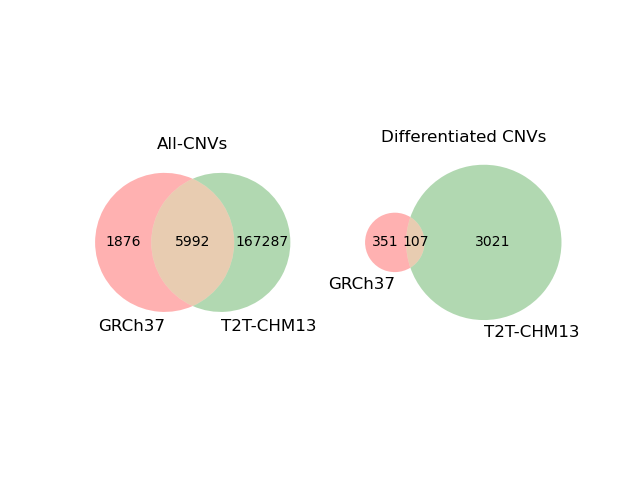 All-CNVs
1876 5992 167287
GRCh37 T2T-CHM13
Differentiated CNVs
351 107 3021
GRCh37
T2T-CHM13